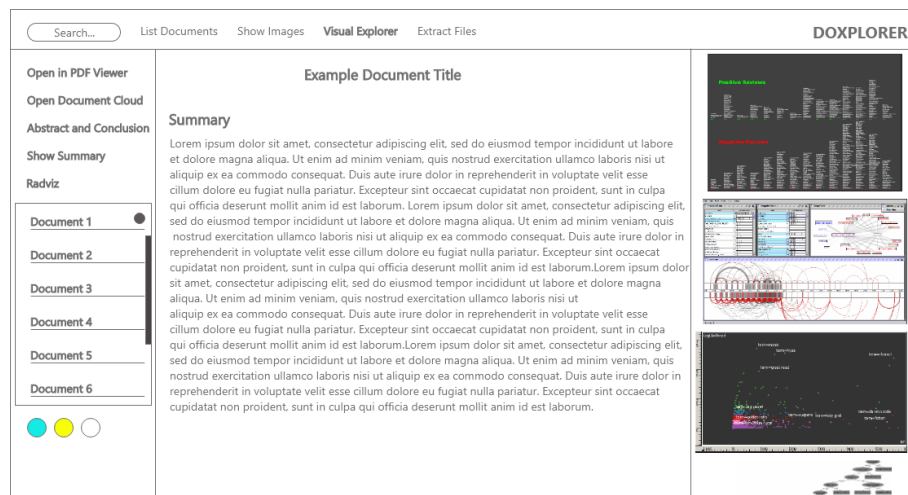 Search...
List Documents
Show Images
Visual Explorer
Extract Files
DOXPLORER
Open in PDF Viewer
Open Document Cloud
Abstract and Conclusion
Show Summary
Radviz
Document 1
Document 2
Document 3
Document 4
Document 5
Document 6
Example Document Title
Summary
Lorem ipsum dolor sit amet, consectetur adipiscing elit, sed do eiusmod tempor incididunt ut labore
et dolore magna aliqua. Ut enim ad minim veniam, quis nostrud exercitation ullamco laboris nisi ut
aliquip ex ea commodo consequat. Duis aute irure dolor in reprehenderit in voluptate velit esse
cillum dolore eu fugiat nulla pariatur. Excepteur sint occaecat cupidatat non proident, sunt in culpa
qui officia deserunt mollit anim id est laborum. Lorem ipsum dolor sit amet, consectetur adipiscing elit,
sed do eiusmod tempor incididunt ut labore et dolore magna aliqua. Ut enim ad minim veniam, quis
nostrud exercitation ullamco laboris nisi ut aliquip ex ea commodo consequat. Duis aute irure dolor in
reprehenderit in voluptate velit esse cillum dolore eu fugiat nulla pariatur. Excepteur sint occaecat
cupidatat non proident, sunt in culpa qui officia deserunt mollit anim id est laborum.Lorem ipsum dolor
sit amet, consectetur adipiscing elit, sed do eiusmod tempor incididunt ut labore et dolore magna
aliqua. Ut enim ad minim veniam, quis nostrud exercitation ullamco laboris nisi ut
aliquip ex ea commodo consequat. Duis aute irure dolor in reprehenderit in voluptate velit esse
cillum dolore eu fugiat nulla pariatur. Excepteur sint occaecat cupidatat non proident, sunt in culpa
qui officia deserunt mollit anim id est laborum.Lorem ipsum dolor sit amet, consectetur adipiscing elit,
sed do eiusmod tempor incididunt ut labore et dolore magna aliqua. Ut enim ad minim veniam, quis
nostrud exercitation ullamco laboris nisi ut aliquip ex ea commodo consequat. Duis aute irure dolor in
reprehenderit in voluptate velit esse cillum dolore eu fugiat nulla pariatur. Excepteur sint occaecat
cupidatat non proident, sunt in culpa qui officia deserunt mollit anim id est laborum.